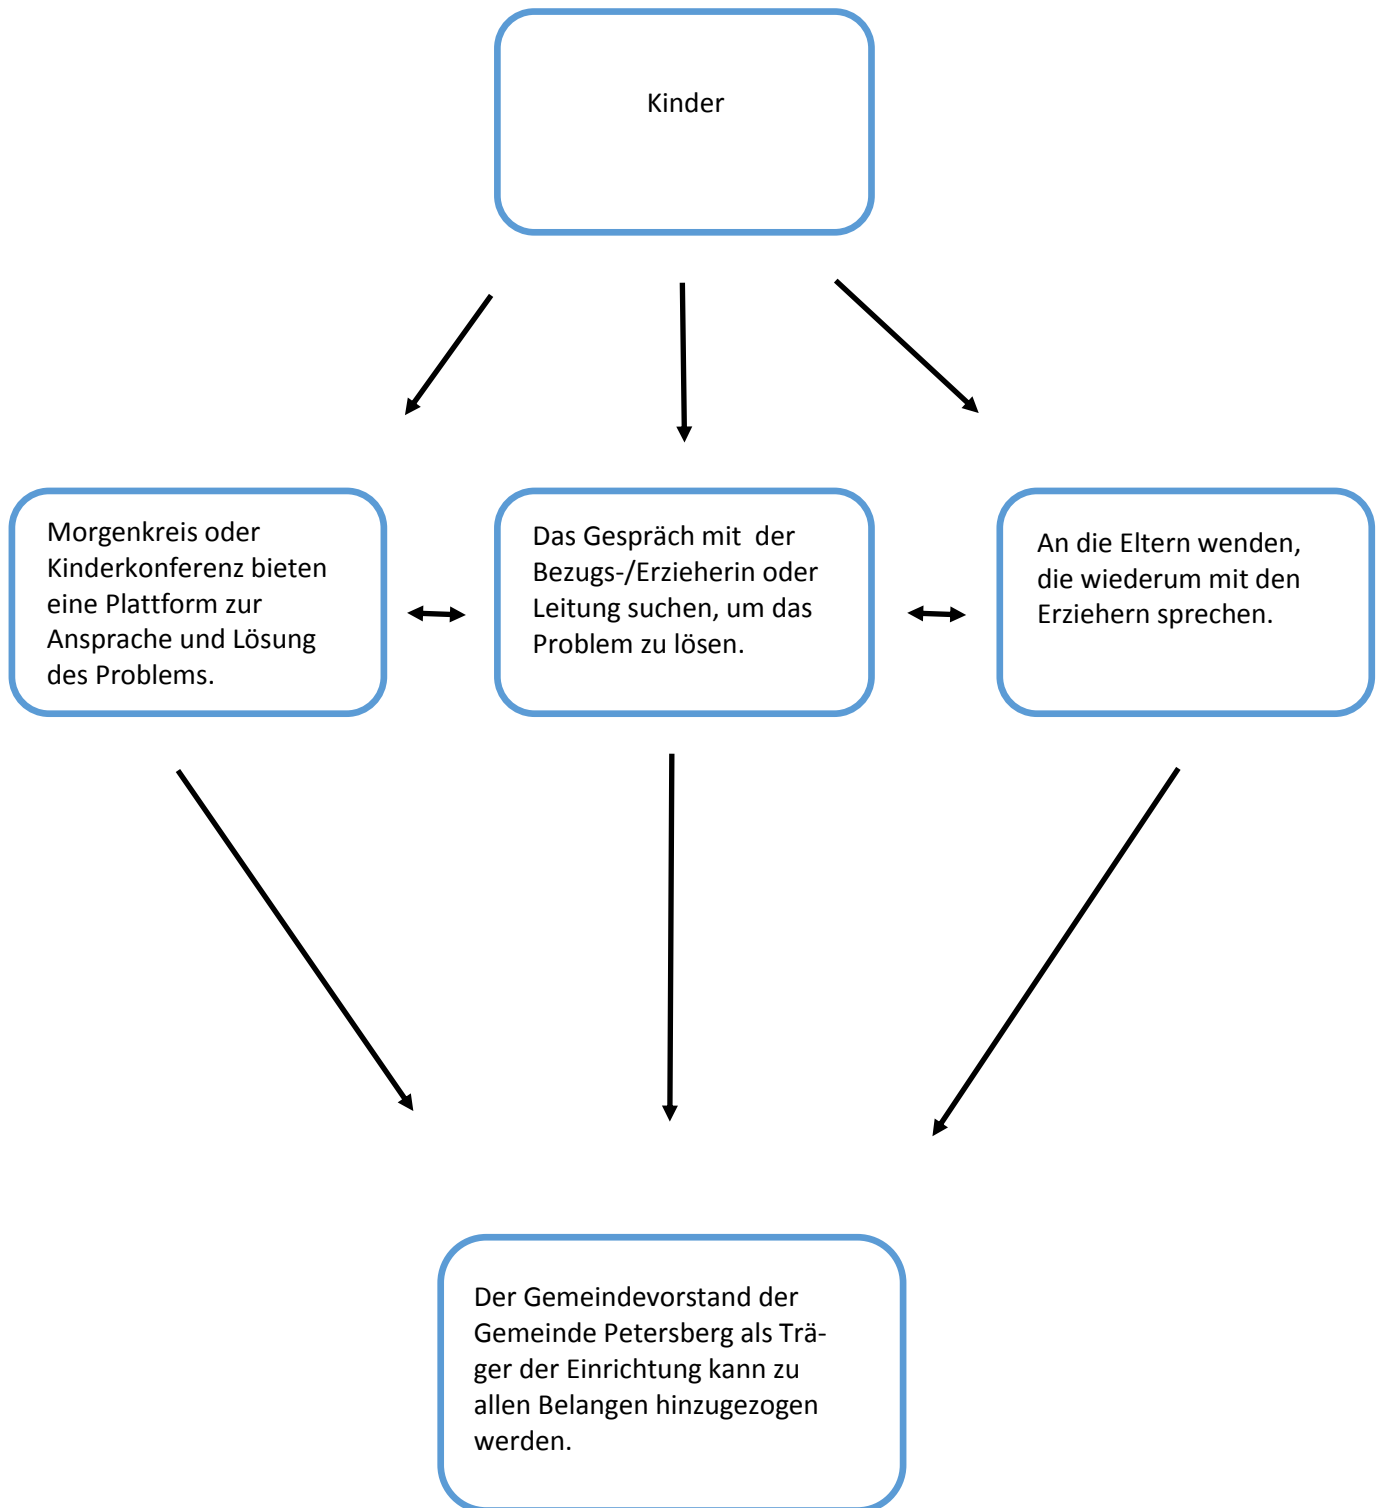 Kinder
Morgenkreis oder
Kinderkonferenz bieten
eine Plattform zur
Ansprache und Lösung
des Problems.
Das Gespräch mit  der
Bezugs-/Erzieherin oder
Leitung suchen, um das
Problem zu lösen.
An die Eltern wenden,
die wiederum mit den
Erziehern sprechen.
Der Gemeindevorstand der
Gemeinde Petersberg als Trä-
ger der Einrichtung kann zu
allen Belangen hinzugezogen
werden.